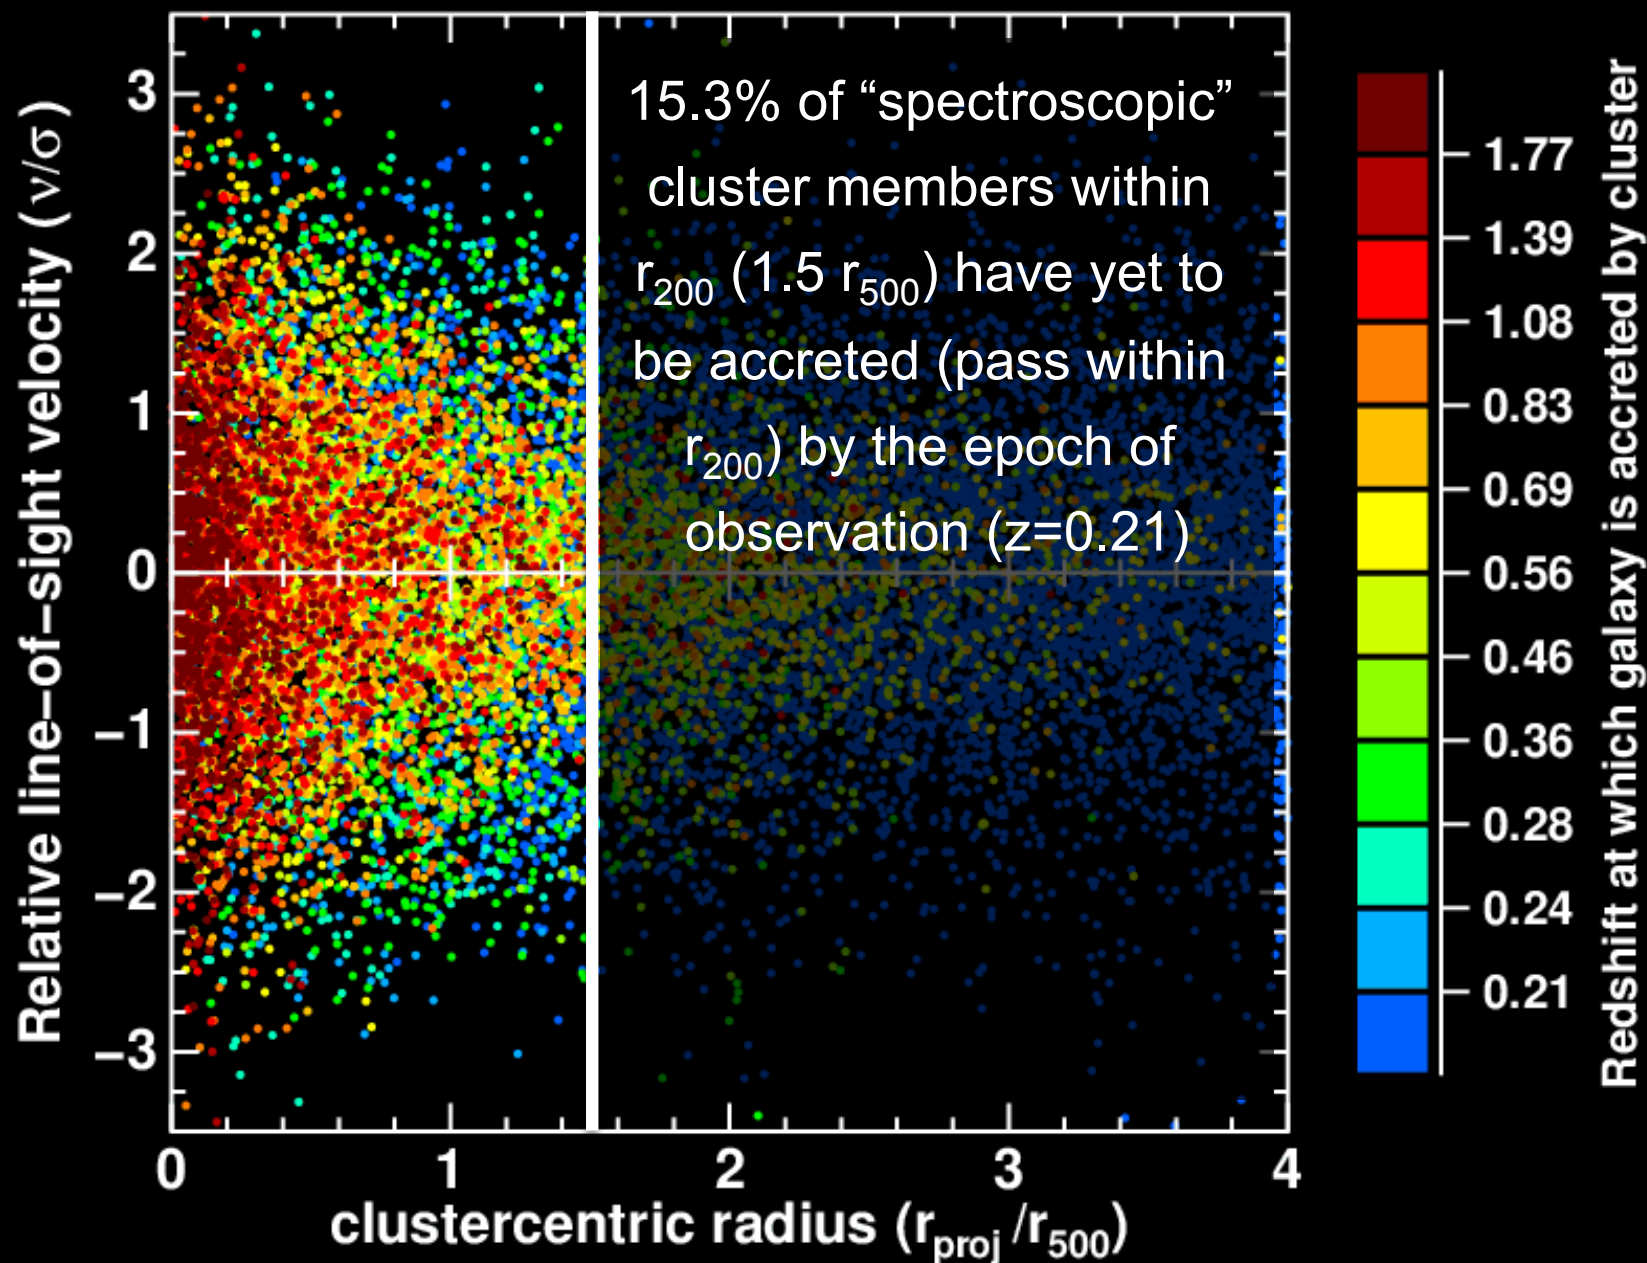 Relative line–of–sight velocity (ν/σ)
3
2
1
0
−1
−2
−3
15.3% of “spectroscopic”
cluster members within
r200 (1.5 r500) have yet to
be accreted (pass within
r200) by the epoch of
observation (z=0.21)
0 1 2 3 4
clustercentric radius (rproj /r500)
1.77
1.39
1.08
0.83
0.69
0.56
0.46
0.36
0.28
0.24
0.21
Redshift at which galaxy is accreted by cluster